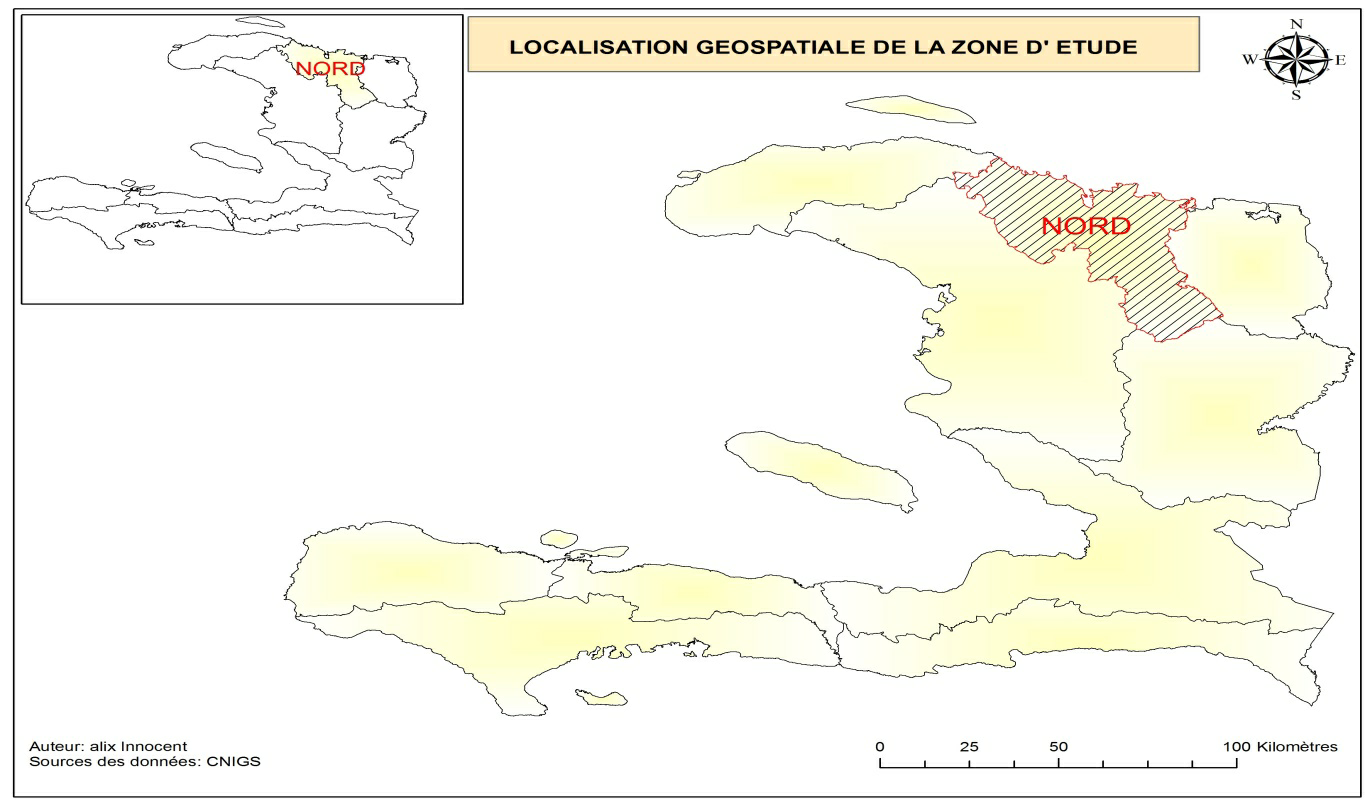 LOCALISATION GEOSPATIALE DE LA ZONE D' ETUDE
N
W E
S
NORD
NORD
Auteur: alix Innocent
Sources des données: CNIGS
0 25 50 100 Kilomètres